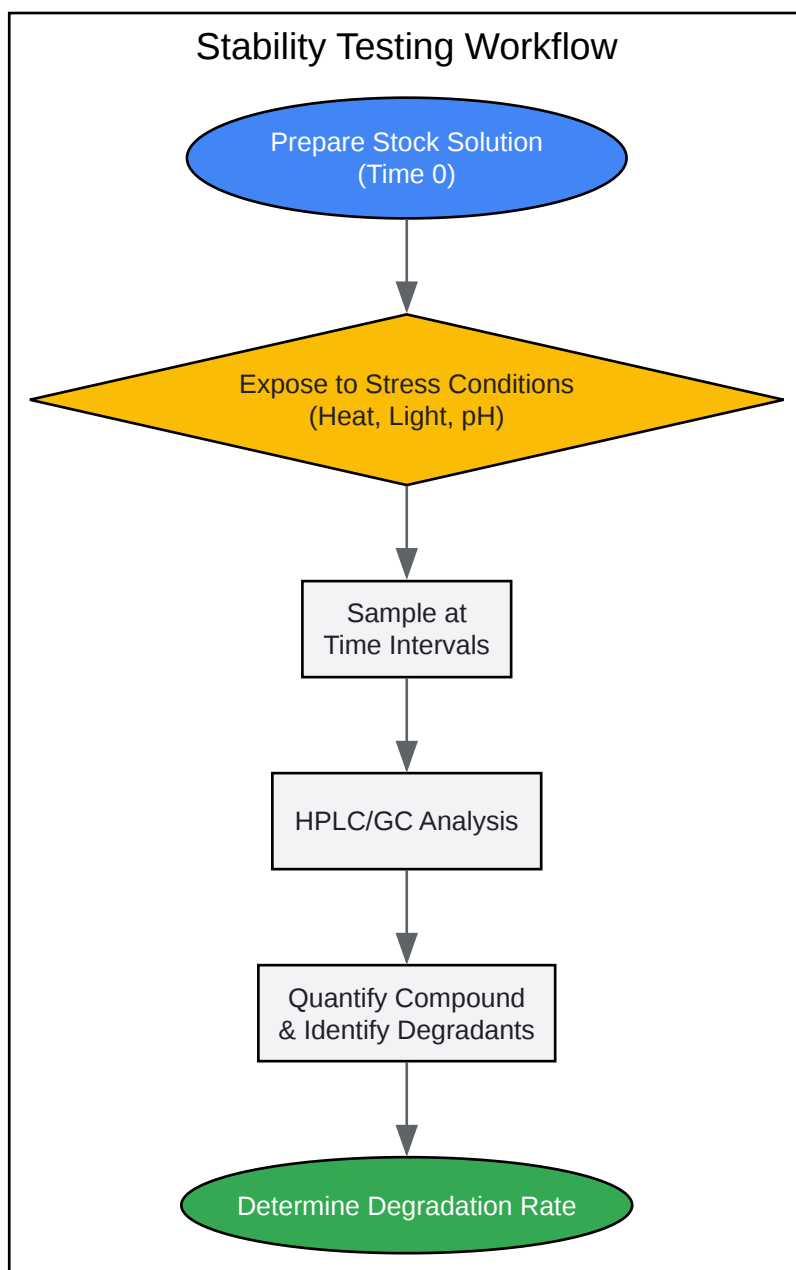 Stability Testing Workflow
Prepare Stock Solution
(Time 0)
Expose to Stress Conditions
(Heat, Light, pH)
Sample at
Time Intervals
HPLC/GC Analysis
Quantify Compound
& Identify Degradants
Determine Degradation Rate